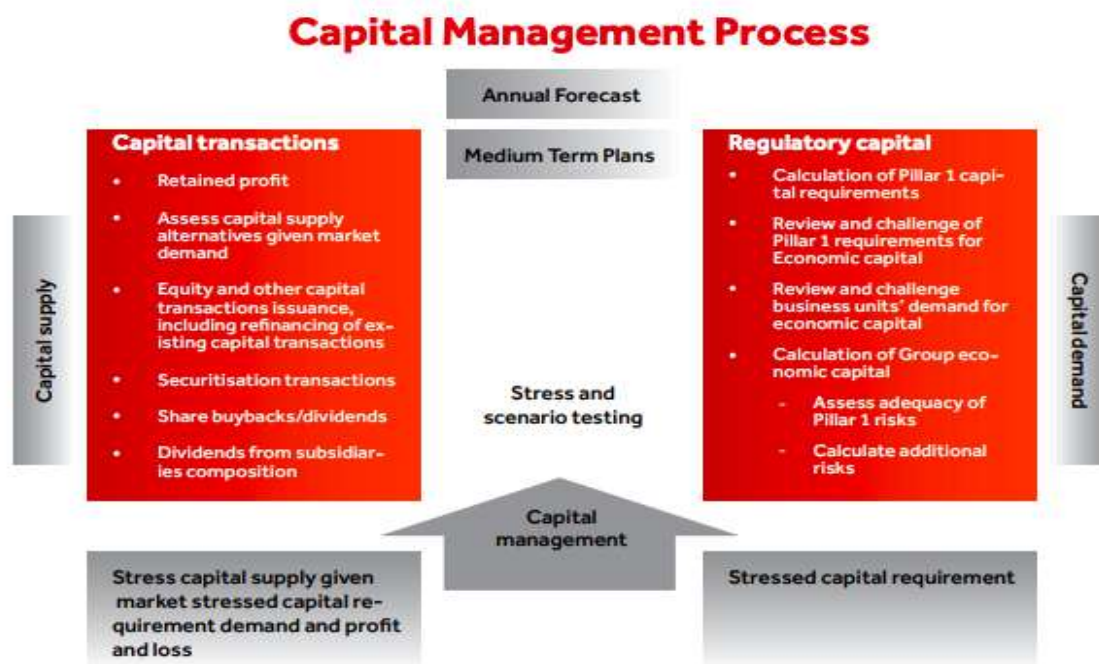 Capital Management Process
Annual Forecast
Medium Term Plans
Capital supply
Capital transactions
• Retained profit
• Assess capital supply
alternatives given market
demand
• Equity and other capital
transactions issuance,
including refinancing of ex-
isting capital transactions
• Securitisation transactions
• Share buybacks/dividends
• Dividends from subsidiar-
ies composition
Stress and
scenario testing
Regulatory capital
• Calculation of Pillar 1 capi-
tal requirements
• Review and challenge of
Pillar 1 requirements for
Economic capital
• Review and challenge
business units' demand for
economic capital
• Calculation of Group eco-
nomic capital
- Assess adequacy of
Pillar 1 risks
- Calculate additional
risks
Capital demand
Capital
management
Stress capital supply given
market stressed capital re-
quirement demand and profit
and loss
Stressed capital requirement